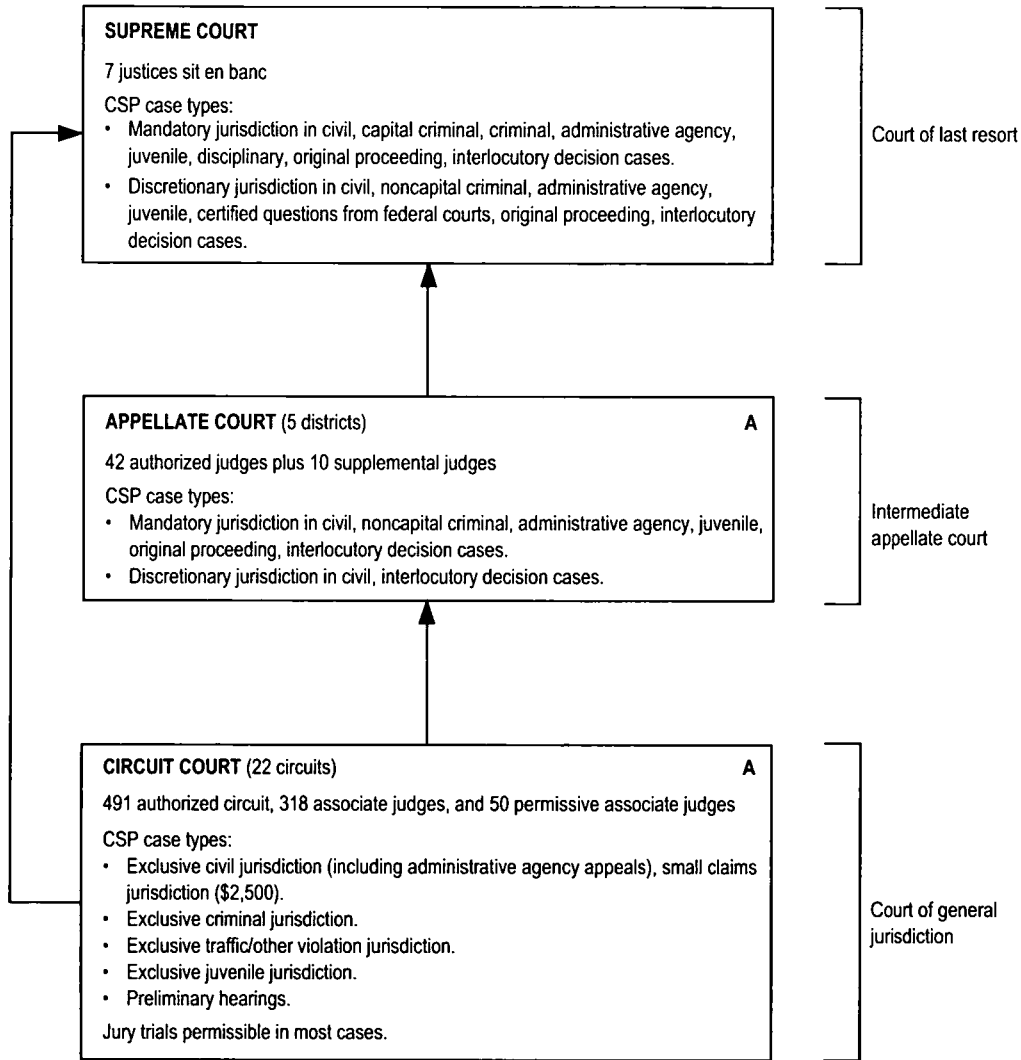 SUPREME COURT
7 justices sit en banc
CSP case types:
• Mandatory jurisdiction in civil, capital criminal, criminal, administrative agency,
juvenile, disciplinary, original proceeding, interlocutory decision cases.
• Discretionary jurisdiction in civil, noncapital criminal, administrative agency,
juvenile, certified questions from federal courts, original proceeding, interlocutory
decision cases.
Court of last resort
APPELLATE COURT (5 districts) A
42 authorized judges plus 10 supplemental judges
CSP case types:
• Mandatory jurisdiction in civil, noncapital criminal, administrative agency, juvenile,
original proceeding, interlocutory decision cases.
• Discretionary jurisdiction in civil, interlocutory decision cases.
Intermediate
appellate court
CIRCUIT COURT (22 circuits) A
491 authorized circuit, 318 associate judges, and 50 permissive associate judges
CSP case types:
• Exclusive civil jurisdiction (including administrative agency appeals), small claims
jurisdiction ($2,500).
• Exclusive criminal jurisdiction.
• Exclusive traffic/other violation jurisdiction.
• Exclusive juvenile jurisdiction.
• Preliminary hearings.
Jury trials permissible in most cases.
Court of general
jurisdiction